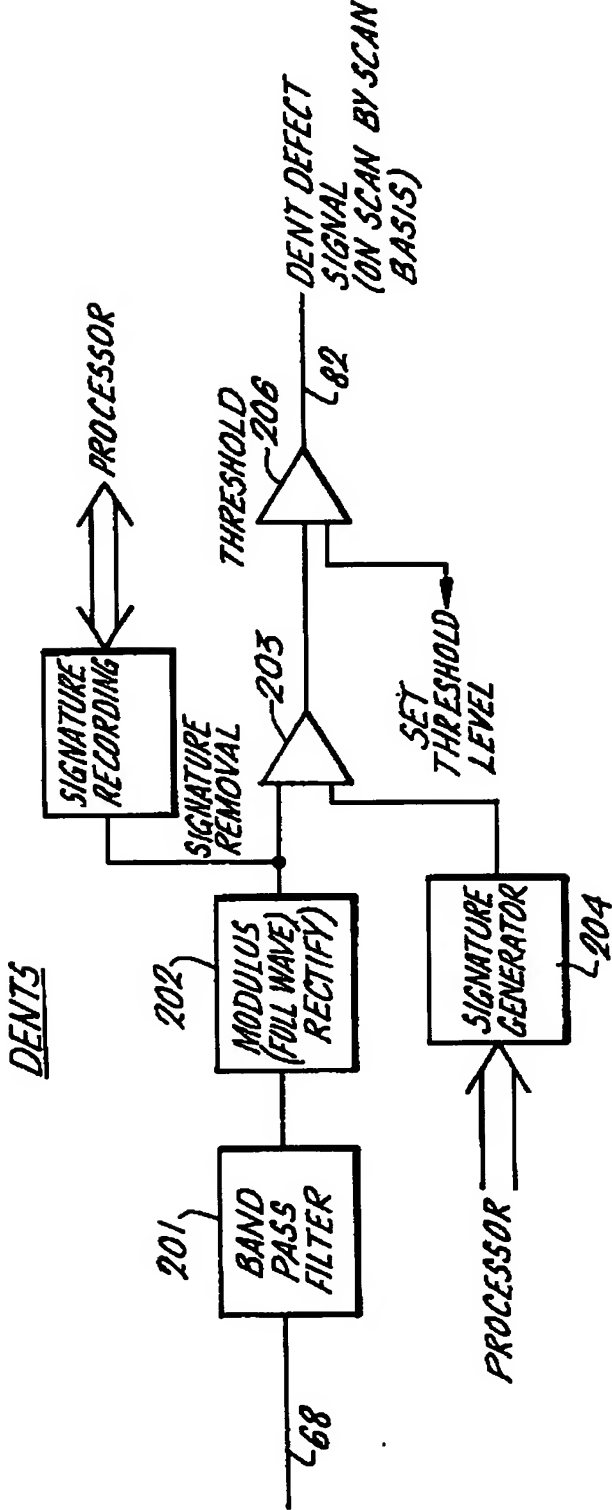 DENTS
68
201
BAND
PASS
FILTER
202
MODULUS
(FULL WAVE)
RECTIFY)
SIGNATURE
REMOVAL
SIGNATURE
RECORDING
PROCESSOR
203
PROCESSOR
SIGNATURE
GENERATOR
204
THRESHOLD
206
SET
THRESHOLD
LEVEL
82
DENT DEFECT
SIGNAL
(ON SCAN BY SCAN
BASIS)